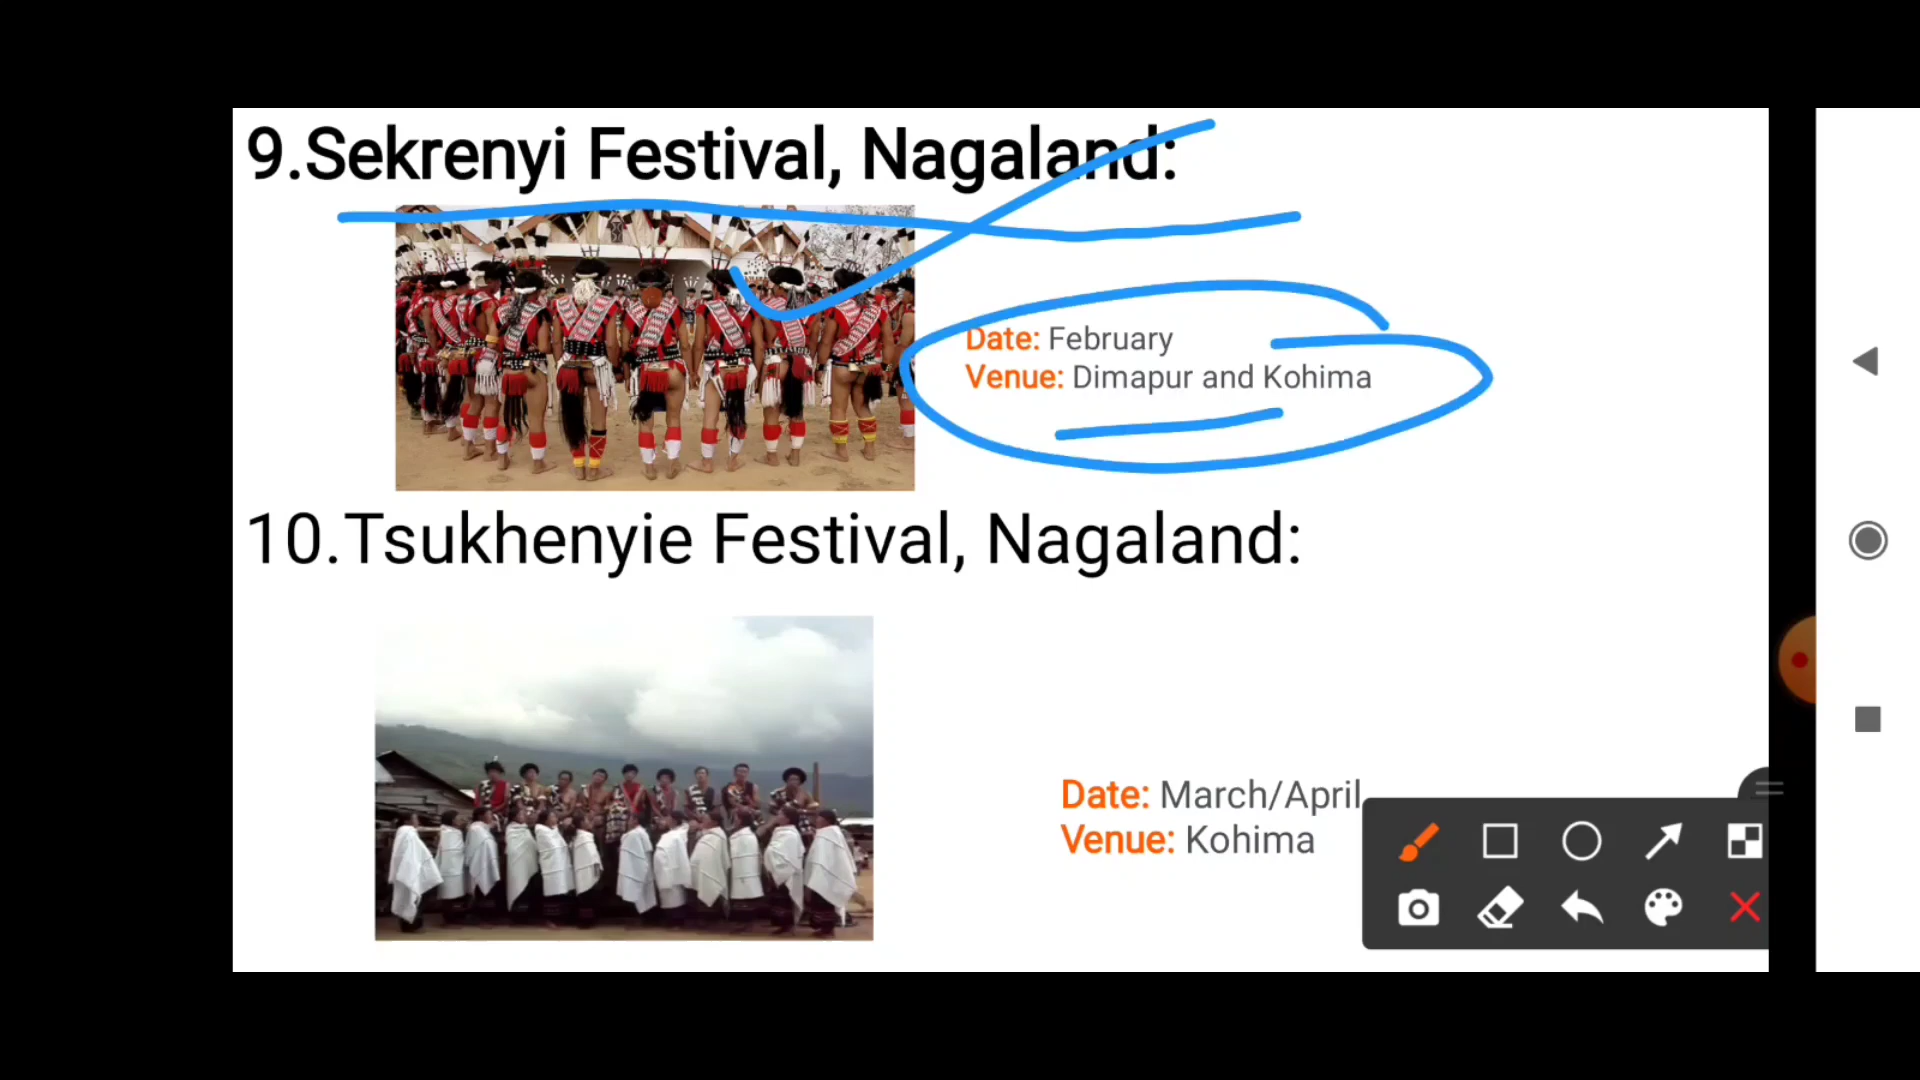 9.Sekrenyi Festival, Nagaland:
Date: February
Venue: Dimapur and Kohima
10.Tsukhenyie Festival, Nagaland:
Date: March/April
Venue: Kohima